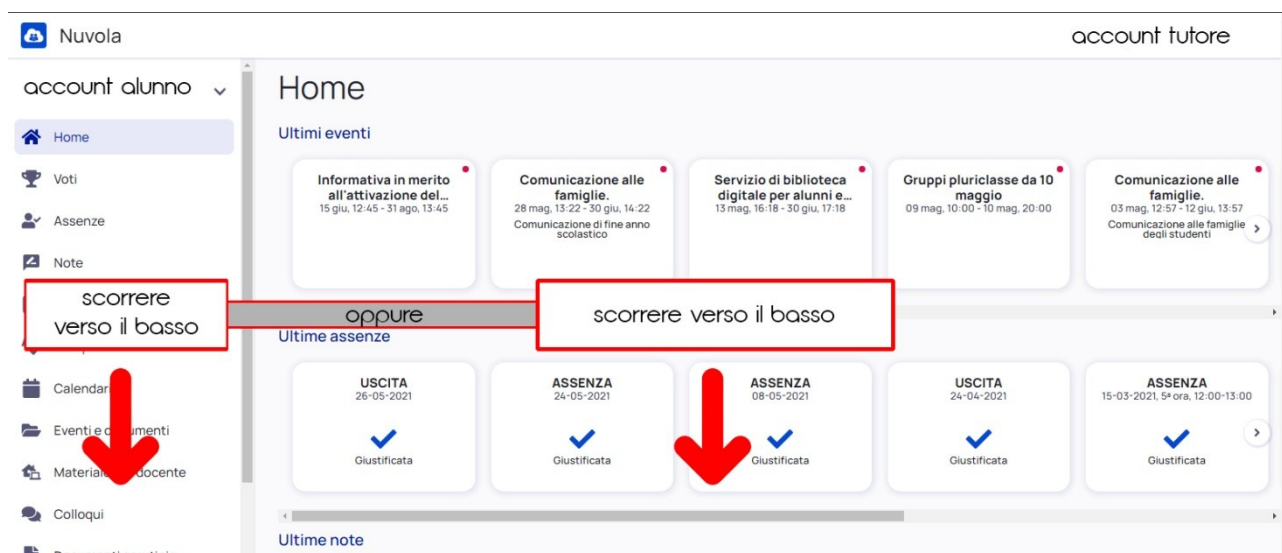 Nuvola
account tutore
account alunno
Home
Voti
Assenze
Note
scorrere
verso il basso
oppure
scorrere verso il basso
Calendar
Eventi e d umenti
Materiale docente
Colloqui
Home
Ultimi eventi
Informativa in merito
all'attivazione del...
15 giu, 12:45 - 31 ago, 13:45
Comunicazione alle
famiglie.
28 mag, 13:22 - 30 giu, 14:22
Comunicazione di fine anno
scolastico
Servizio di biblioteca
digitale per alunni e...
13 mag, 16:18 - 30 giu, 17:18
Gruppi pluriclasse da 10
maggio
09 mag, 10:00 - 10 mag, 20:00
Comunicazione alle
famiglie.
03 mag, 12:57 - 12 giu, 13:57
Comunicazione alle famiglie
degli studenti
Ultime assenze
USCITA
26-05-2021
Giustificata
ASSENZA
24-05-2021
Giustificata
ASSENZA
08-05-2021
Giustificata
USCITA
24-04-2021
Giustificata
ASSENZA
15-03-2021, 5ª ora, 12:00-13:00
Giustificata
Ultime note